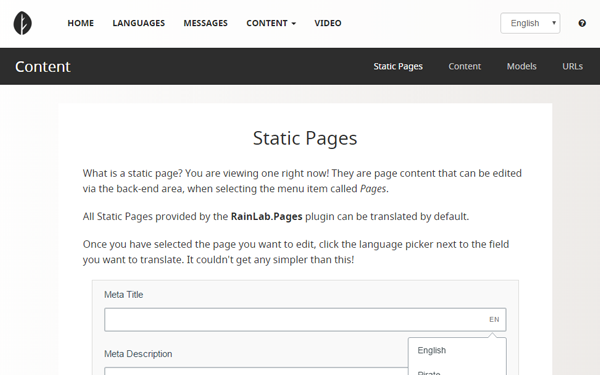 HOME LANGUAGES MESSAGES CONTENT VIDEO English
Content Static Pages Content Models URLs
Static Pages
What is a static page? You are viewing one right now! They are page content that can be edited
via the back-end area, when selecting the menu item called Pages.
All Static Pages provided by the RainLab.Pages plugin can be translated by default.
Once you have selected the page you want to edit, click the language picker next to the field
you want to translate. It couldn't get any simpler than this!
Meta Title
EN
English
Meta Description
Pirate